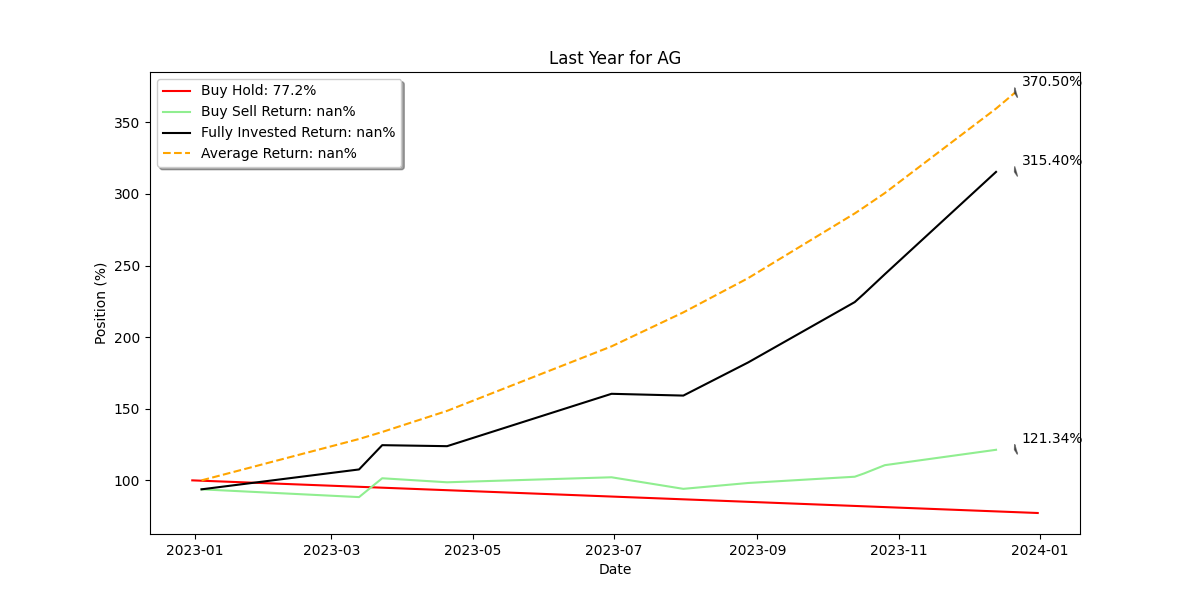 Last Year for AG
370.50%
Buy Hold: 77.2%
Buy Sell Return: nan%
Fully Invested Return: nan%
Average Return: nan%
350
315.40%
300
250
Position (%)
200
150
121.34%
100
2023-01 2023-03 2023-05 2023-07 2023-09 2023-11 2024-01
Date